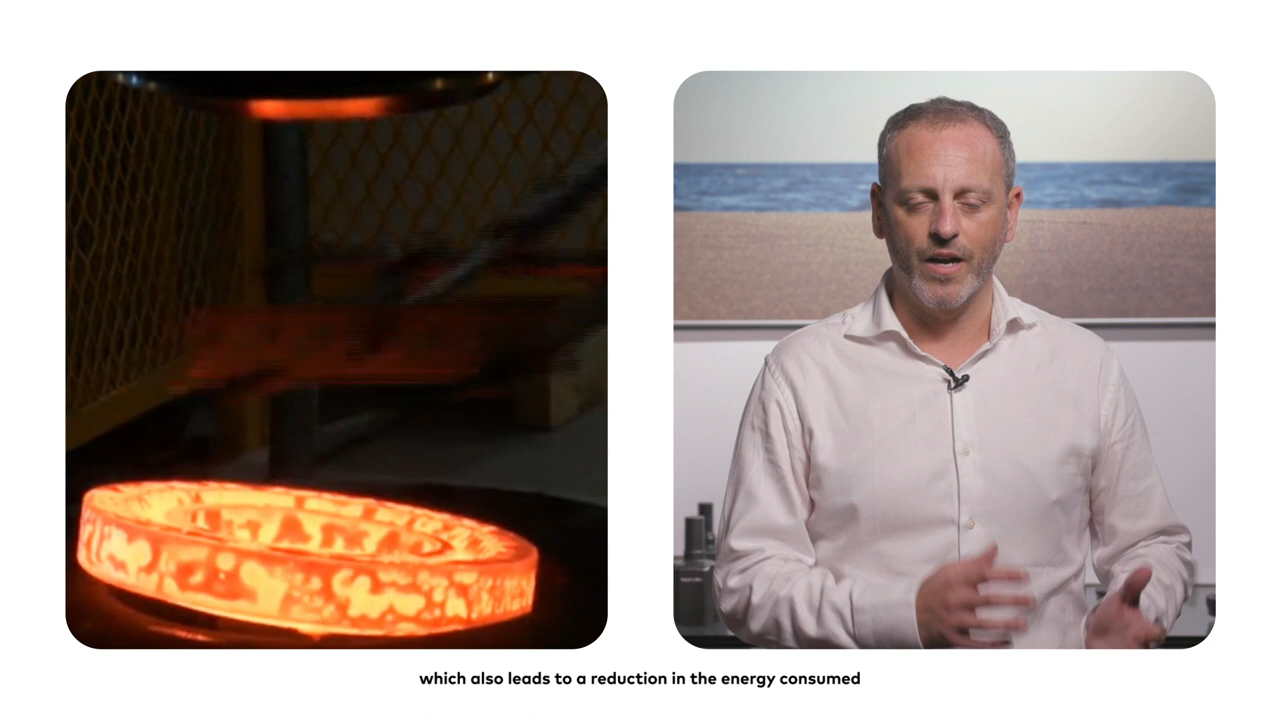 which also leads to a reduction in the energy consumed